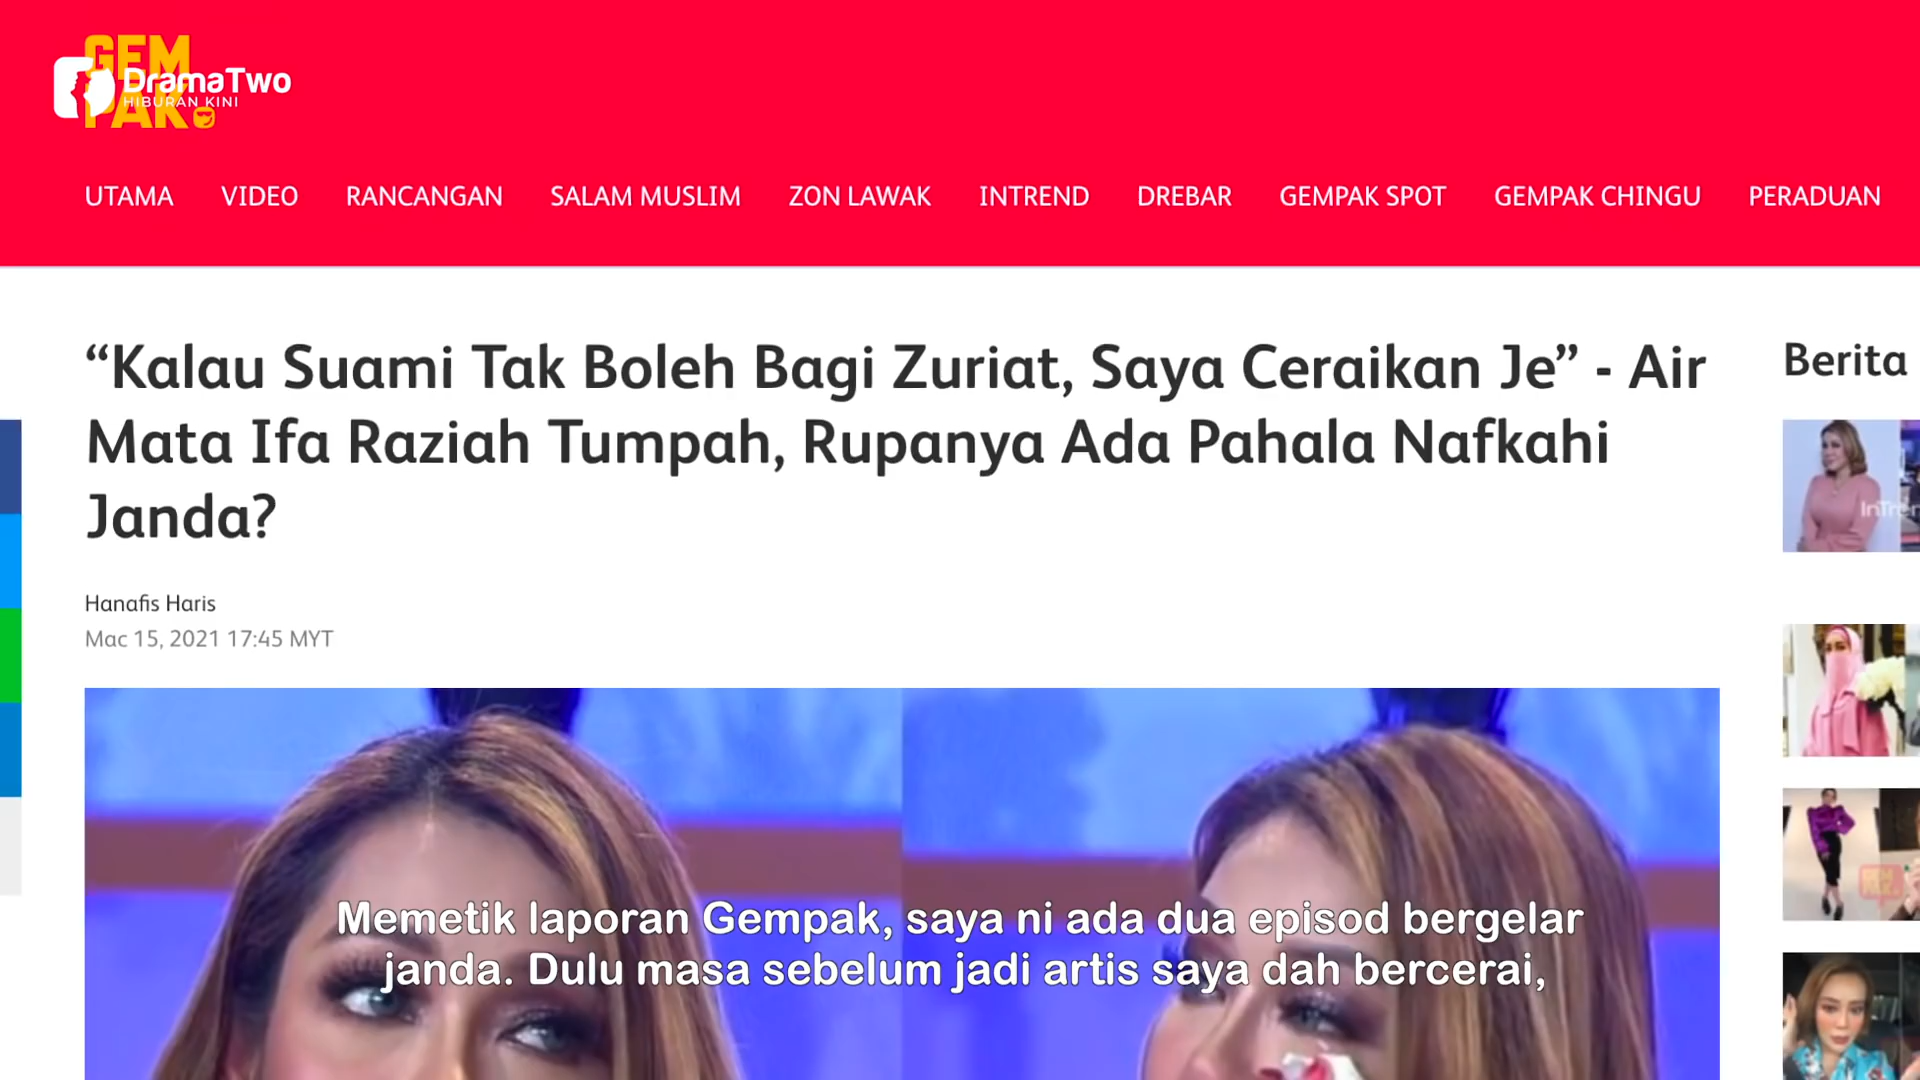 GEM
PAK
DramaTwo
HIBURAN KINI
UTAMA VIDEO RANCANGAN SALAM MUSLIM ZON LAWAK INTREND DREBAR GEMPAK SPOT GEMPAK CHINGU PERADUAN
“Kalau Suami Tak Boleh Bagi Zuriat, Saya Ceraikan Je” - Air
Mata Ifa Raziah Tumpah, Rupanya Ada Pahala Nafkahi
Janda?
Hanafis Haris
Mac 15, 2021 17:45 MYT
Berita
Memetik laporan Gempak, saya ni ada dua episod bergelar
janda. Dulu masa sebelum jadi artis saya dah bercerai,